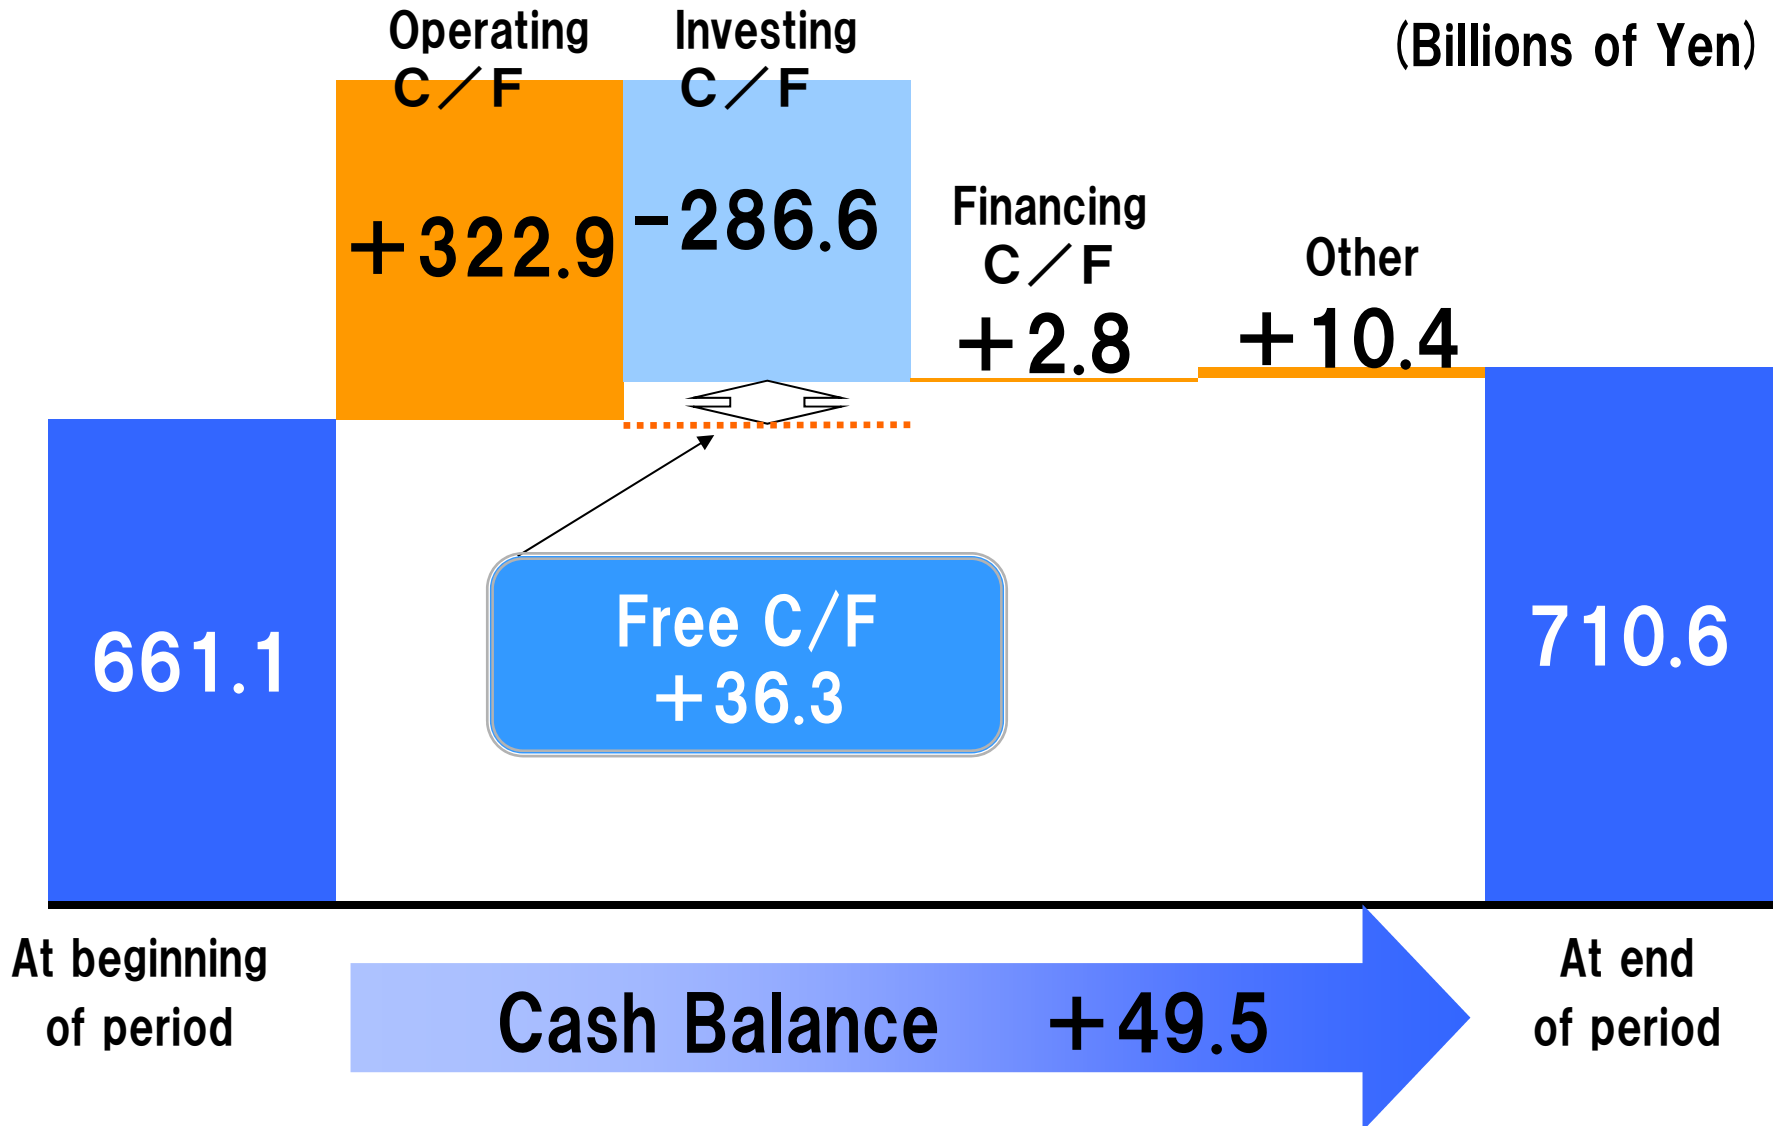 (Billions of Yen)
Operating
C／F
+322.9
Investing
C／F
-286.6
Financing
C／F
+2.8
Other
+10.4
661.1
Free C/F
+36.3
710.6
At beginning
of period
Cash Balance +49.5
At end
of period